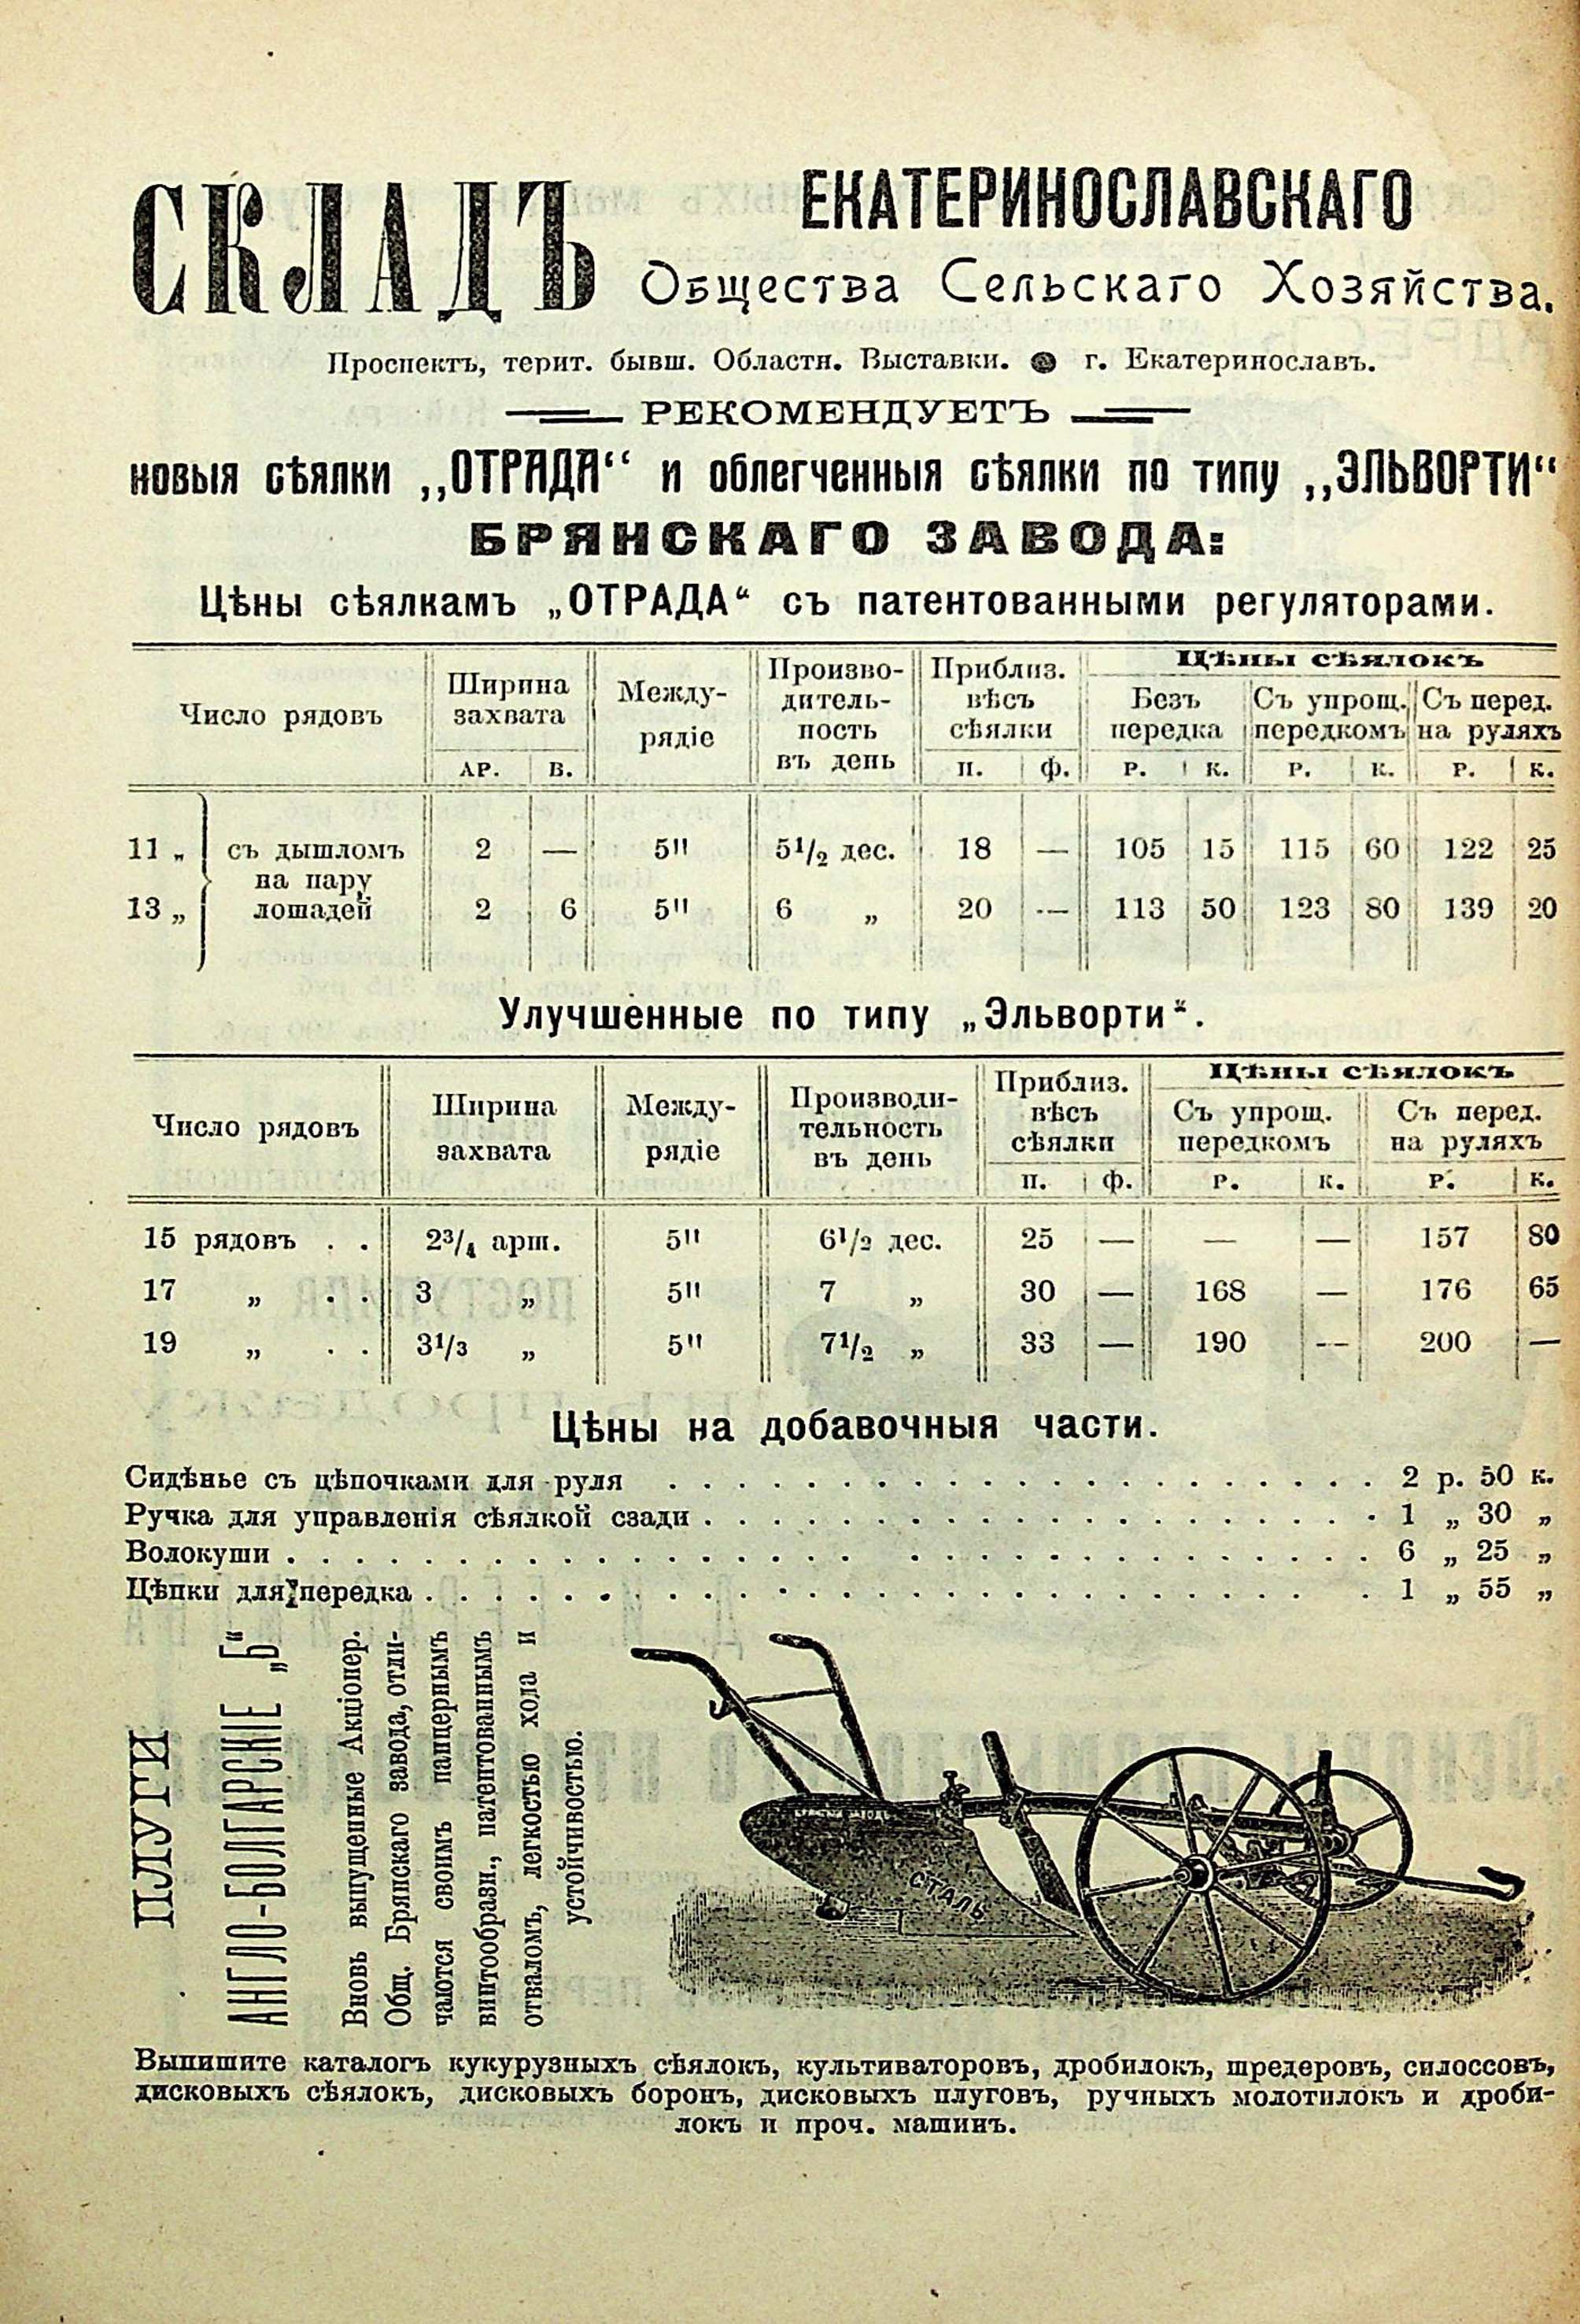 СКЛАДЪ ЕКАТЕРИНОСЛАВСКАГО
Общества Сельскаго Хозяйства.
Проспектъ, терит. бывш. Областн. Выставки. ● г. Екатеринославъ.
РЕКОМЕНДУЕТЪ
новыя сѣялки „ОТРАДА“ и облегченныя сѣялки по типу „ЭЛЬВОРТИ“
БРЯНСКАГО ЗАВОДА:
Цѣны сѣялкамъ „ОТРАДА“ съ патентованными регуляторами.
Число рядовъ | Ширина захвата | Между-рядіе | Производитель-ность въ день | Приблиз. вѣсъ сѣялки | Цѣны сѣялокъ
Безъ передка | Съ упрощ. передкомъ | Съ перед. на руляхъ
АР. | В. | П. | Ф. | Р. | К. | Р. | К. | Р. | К.
11 „ съ дышломъ | 2 | — | 5" | 5½ дес. | 18 | — | 105 | 15 | 115 | 60 | 122 | 25
на пару
13 „ лошадей | 2 | 6 | 5" | 6 „ | 20 | — | 113 | 50 | 123 | 80 | 139 | 20
Улучшенные по типу „Эльворти“.
Число рядовъ | Ширина захвата | Между-рядіе | Производи-тельность въ день | Приблиз. вѣсъ сѣялки | Цѣны сѣялокъ
Съ упрощ. передкомъ | Съ перед. на руляхъ
П. | Ф. | Р. | К. | Р. | К.
15 рядовъ . . | 2¾ арш. | 5" | 6½ дес. | 25 | — | — | — | 157 | 80
17 „ . . | 3 „ | 5" | 7 „ | 30 | — | 168 | — | 176 | 65
19 „ . . | 3⅓ „ | 5" | 7½ „ | 33 | — | 190 | — | 200 | —
Цѣны на добавочныя части.
Сидѣнье съ цѣпочками для руля . . . 2 р. 50 к.
Ручка для управленія сѣялкой сзади . . . 1 „ 30 „
Волокуши . . . 6 „ 25 „
Цѣпки для передка . . . 1 „ 55 „
ПЛУГИ
АНГЛО-БОЛГАРСКІЕ „Б“
Вновь выпущенные Акціонер.
Общ. Брянскаго завода, отли-
чаются своимъ панцернымъ
винтообразн., патентованнымъ
отваломъ, легкостью хода и
устойчивостью.
СТАЛЬ
Выпишите каталогъ кукурузныхъ сѣялокъ, культиваторовъ, дробилокъ, шредеровъ, силоссовъ,
дисковыхъ сѣялокъ, дисковыхъ боронъ, дисковыхъ плуговъ, ручныхъ молотилокъ и дроби-
локъ и проч. машинъ.